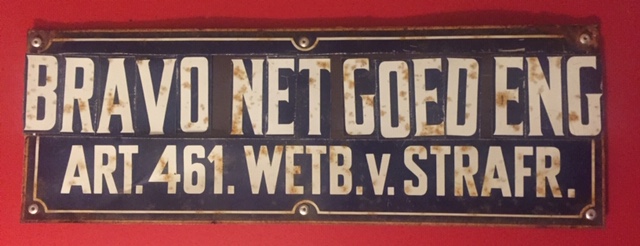 BRAVO NET GOED ENG
ART. 461. WETB. v. STRAFR.